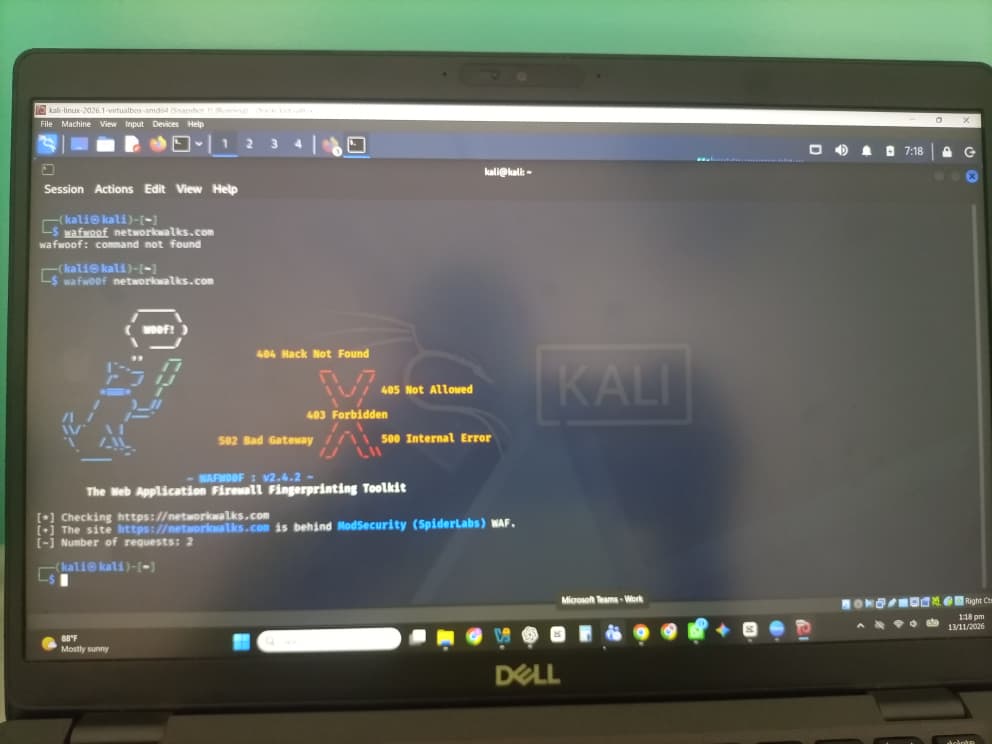 kali-linux-2026.1-virtualbox-amd64
File Machine View Input Devices Help
1 2 3 4 7:18
kali@kali: ~
Session Actions Edit View Help
(kali㉿kali)-[~]
$ wafwoof networkwalks.com
wafwoof: command not found
(kali㉿kali)-[~]
$ wafw00f networkwalks.com
( W00f! )
404 Hack Not Found
405 Not Allowed
403 Forbidden
502 Bad Gateway
500 Internal Error
~ WAFW00F : v2.4.2 ~
The Web Application Firewall Fingerprinting Toolkit
[*] Checking https://networkwalks.com
[+] The site https://networkwalks.com is behind ModSecurity (SpiderLabs) WAF.
[~] Number of requests: 2
(kali㉿kali)-[~]
$
KALI
Microsoft Teams - Work
Right Ct
88°F
Mostly sunny
1:18 pm
13/11/2026
DELL